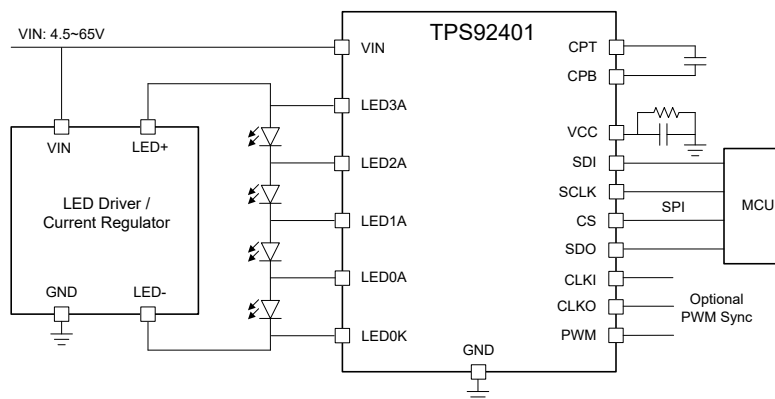 VIN: 4.5~65V
TPS92401
VIN
LED3A
LED2A
LED1A
LED0A
LED0K
GND
CPT
CPB
VCC
SDI
SCLK
CS
SDO
CLKI
CLKO
PWM
SPI
MCU
Optional
PWM Sync
VIN
LED+
LED Driver /
Current Regulator
GND
LED-